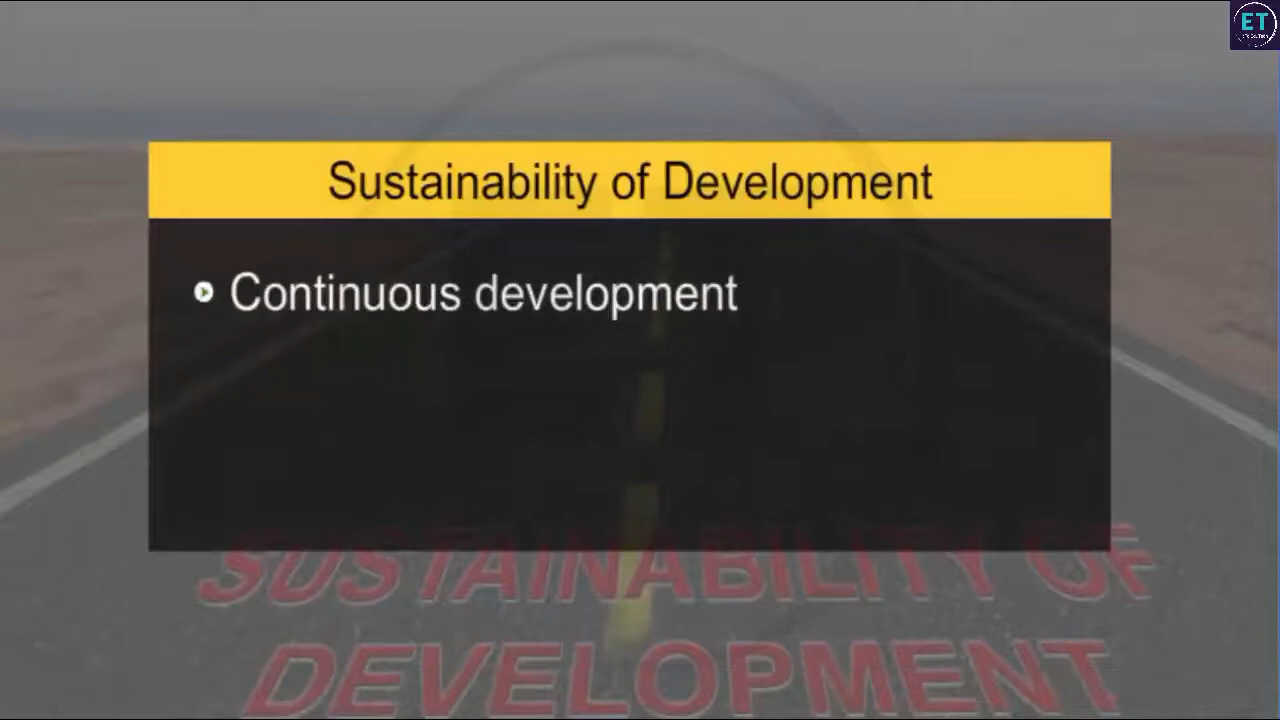 ET
Sustainability of Development
Continuous development
SUSTAINABILITY OF
DEVELOPMENT